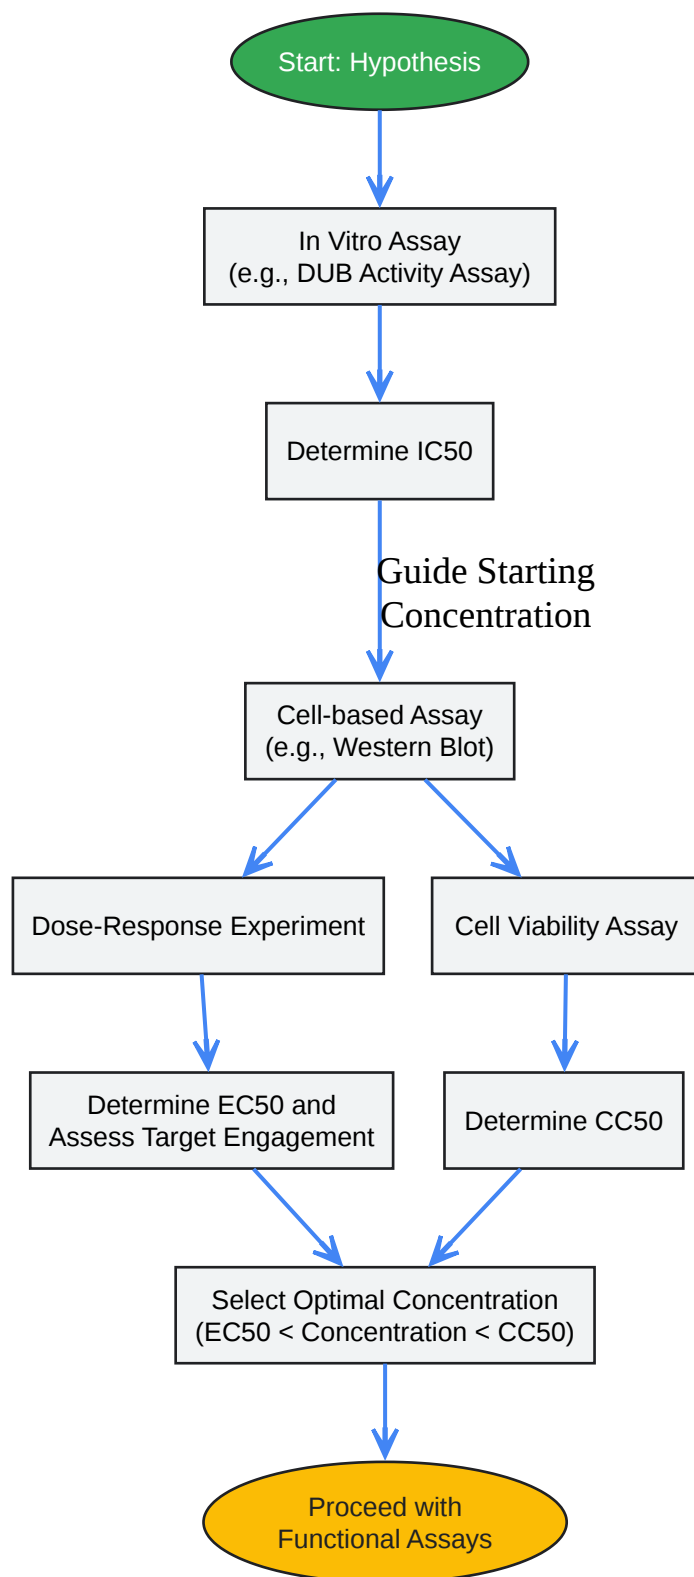 Start: Hypothesis
In Vitro Assay
(e.g., DUB Activity Assay)
Determine IC50
Guide Starting
Concentration
Cell-based Assay
(e.g., Western Blot)
Dose-Response Experiment
Cell Viability Assay
Determine EC50 and
Assess Target Engagement
Determine CC50
Select Optimal Concentration
(EC50 < Concentration < CC50)
Proceed with
Functional Assays